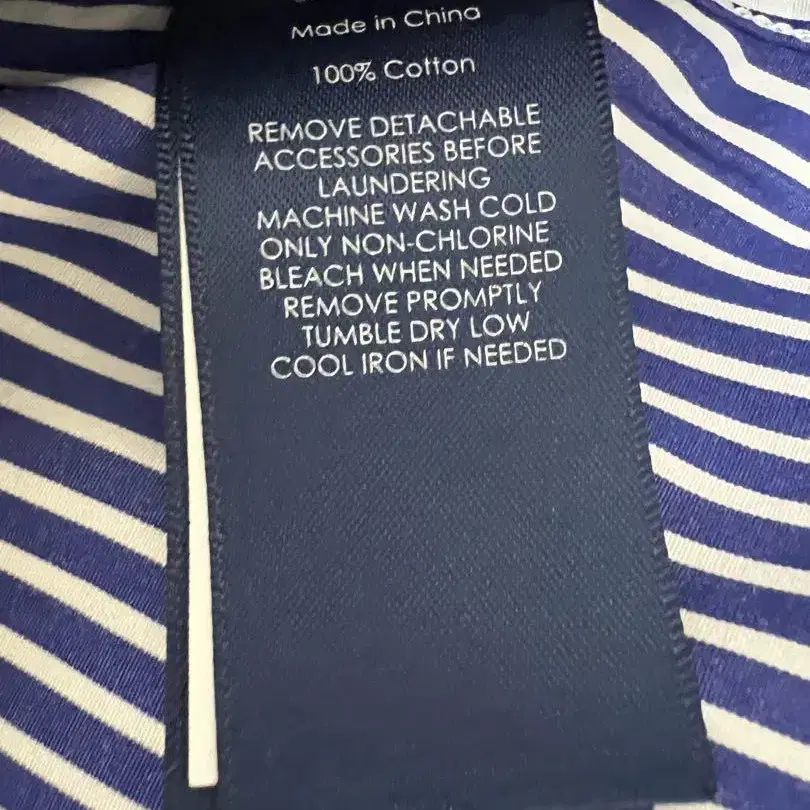 Made in China
100% Cotton
REMOVE DETACHABLE
ACCESSORIES BEFORE
LAUNDERING
MACHINE WASH COLD
ONLY NON-CHLORINE
BLEACH WHEN NEEDED
REMOVE PROMPTLY
TUMBLE DRY LOW
COOL IRON IF NEEDED